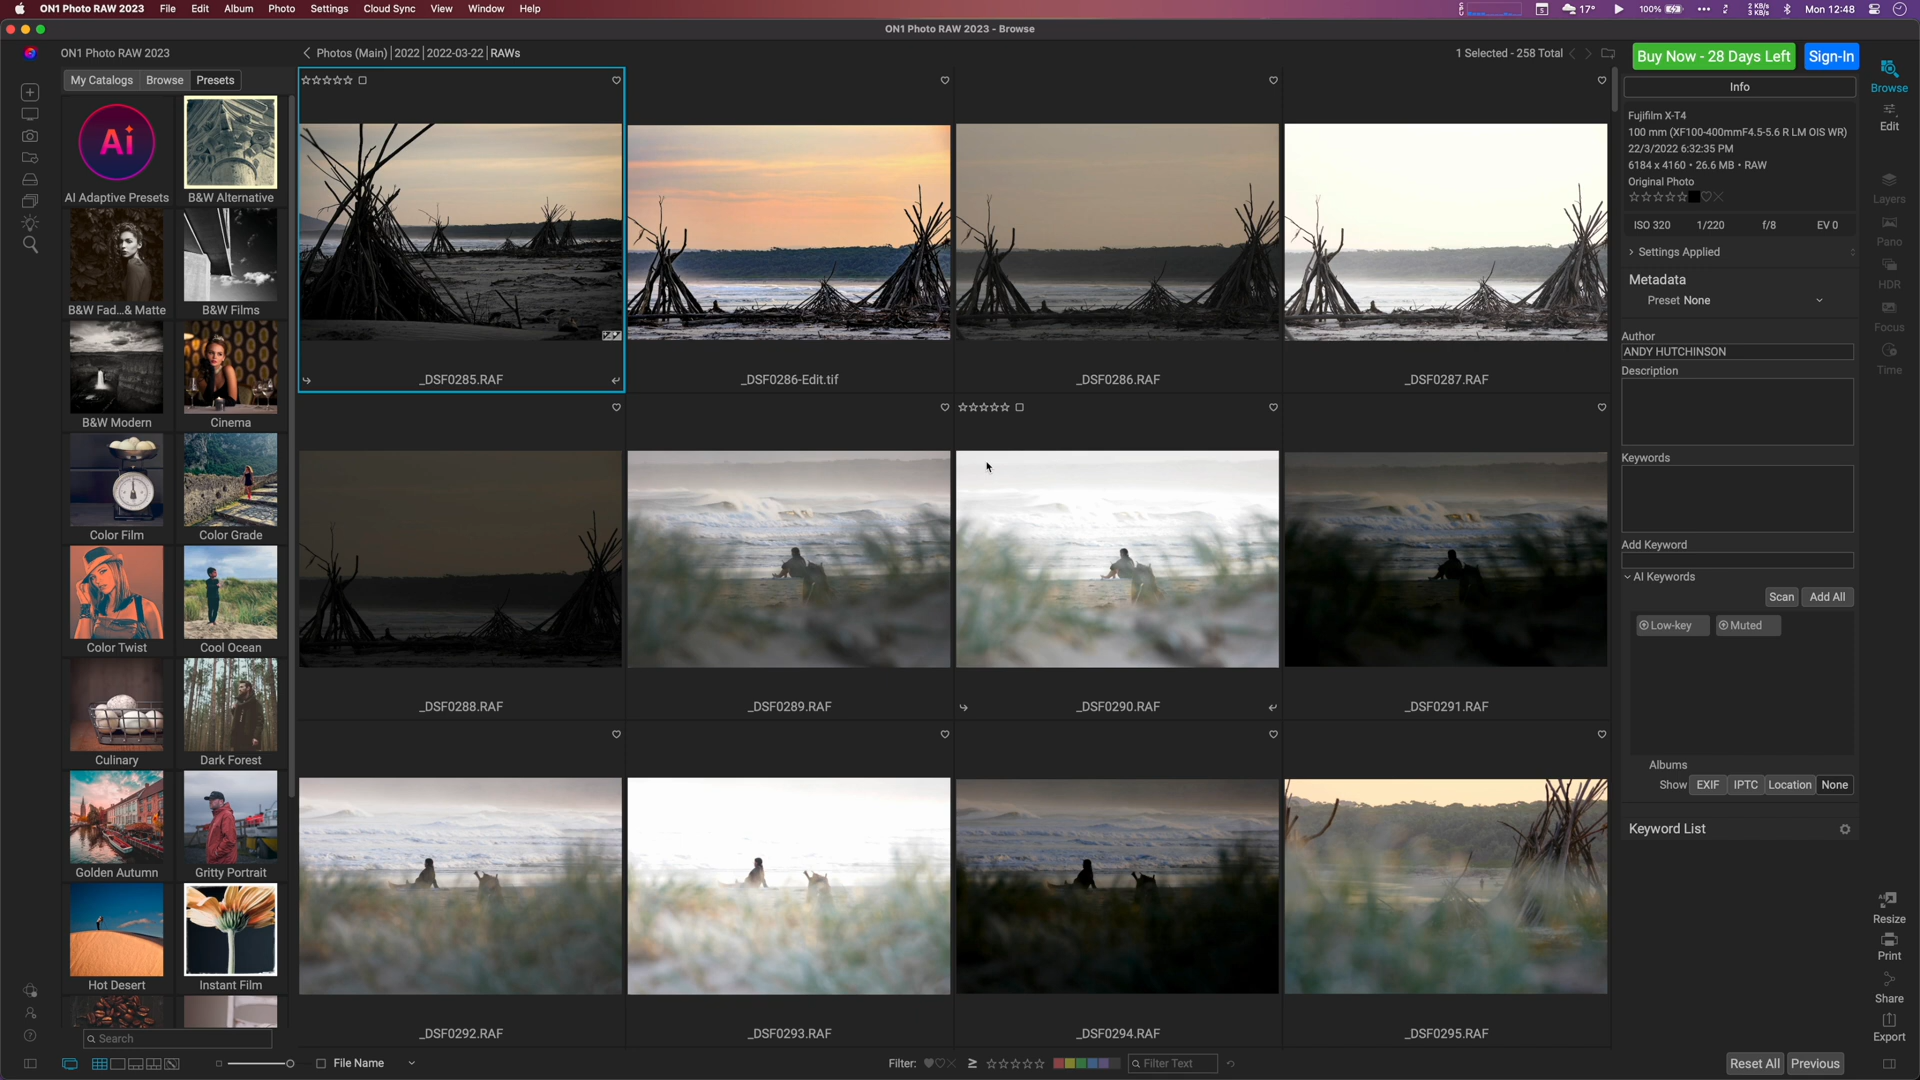 ON1 Photo RAW 2023 File Edit Album Photo Settings Cloud Sync View Window Help 17° 100% 2 KB/s 3 KB/s Mon 12:48
ON1 Photo RAW 2023 - Browse
ON1 Photo RAW 2023 Photos (Main) 2022 2022-03-22 RAWs 1 Selected - 258 Total Buy Now - 28 Days Left Sign-In
My Catalogs Browse Presets
Ai
AI Adaptive Presets B&W Alternative
B&W Fad...& Matte B&W Films
B&W Modern Cinema
Color Film Color Grade
Color Twist Cool Ocean
Culinary Dark Forest
Golden Autumn Gritty Portrait
Hot Desert Instant Film
Search
_DSF0285.RAF _DSF0286-Edit.tif _DSF0286.RAF _DSF0287.RAF
_DSF0288.RAF _DSF0289.RAF _DSF0290.RAF _DSF0291.RAF
_DSF0292.RAF _DSF0293.RAF _DSF0294.RAF _DSF0295.RAF
File Name Filter: Filter Text
Info
Fujifilm X-T4
100 mm (XF100-400mmF4.5-5.6 R LM OIS WR)
22/3/2022 6:32:35 PM
6184 x 4160 • 26.6 MB • RAW
Original Photo
ISO 320 1/220 f/8 EV 0
Settings Applied
Metadata
Preset None
Author
ANDY HUTCHINSON
Description
Keywords
Add Keyword
AI Keywords
Scan Add All
Low-key Muted
Albums
Show EXIF IPTC Location None
Keyword List
Reset All Previous
Browse
Edit
Layers
Pano
HDR
Focus
Time
Resize
Print
Share
Export